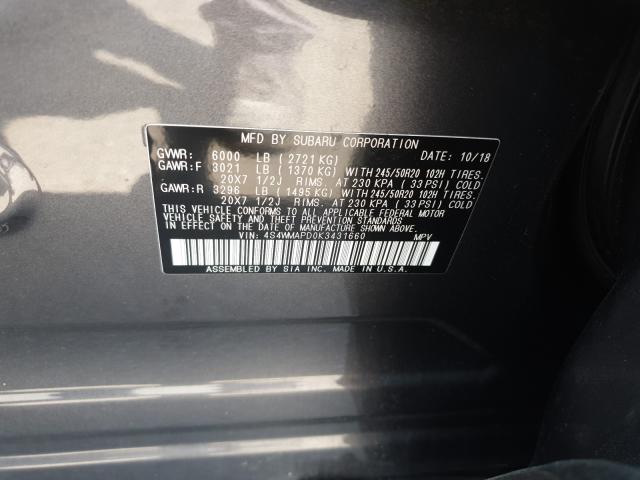 MFD BY SUBARU CORPORATION
GVWR: 6000 LB ( 2721 KG) DATE: 10/18
GAWR:F 3021 LB ( 1370 KG) WITH 245/50R20 102H TIRES.
20X7 1/2J RIMS. AT 230 KPA ( 33 PSI) COLD
GAWR:R 3296 LB ( 1495 KG) WITH 245/50R20 102H TIRES.
20X7 1/2J RIMS. AT 230 KPA ( 33 PSI) COLD
THIS VEHICLE CONFORMS TO ALL APPLICABLE FEDERAL MOTOR
VEHICLE SAFETY, BUMPER, AND THEFT PREVENTION STANDARDS
IN EFFECT ON THE DATE OF MANUFACTURE SHOWN ABOVE.
VIN: 4S4WMAPD0K3431660 MPV
ASSEMBLED BY SIA INC. MADE IN U.S.A.